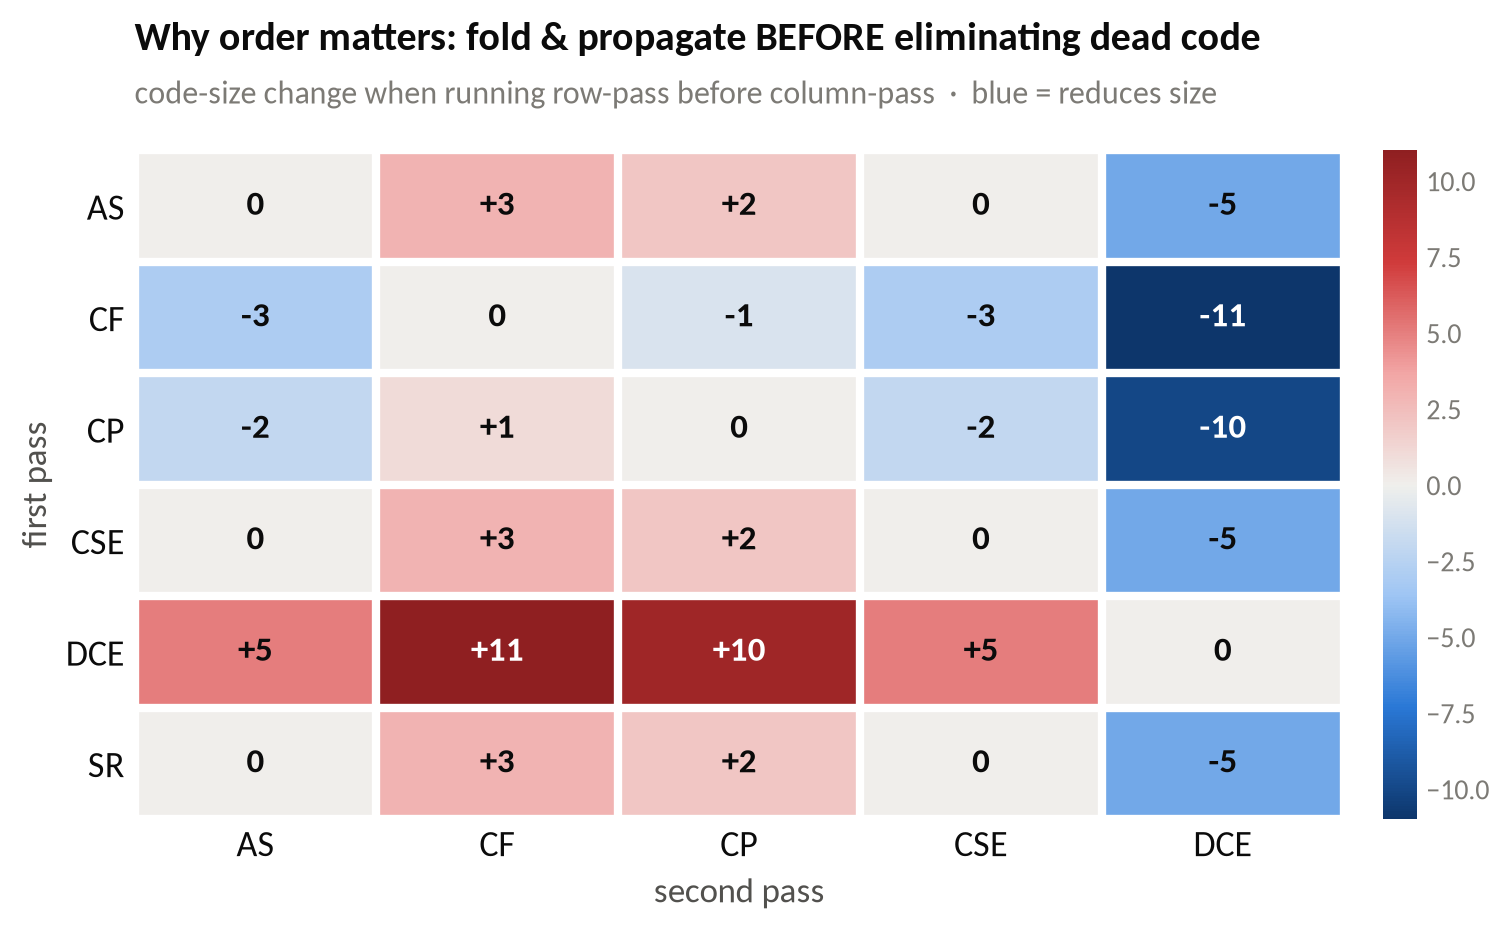 Why order matters: fold & propagate BEFORE eliminating dead code
code-size change when running row-pass before column-pass · blue = reduces size
AS 0 +3 +2 0 -5
CF -3 0 -1 -3 -11
CP -2 +1 0 -2 -10
CSE 0 +3 +2 0 -5
DCE +5 +11 +10 +5 0
SR 0 +3 +2 0 -5
AS CF CP CSE DCE
second pass
first pass
10.0
7.5
5.0
2.5
0.0
−2.5
−5.0
−7.5
−10.0